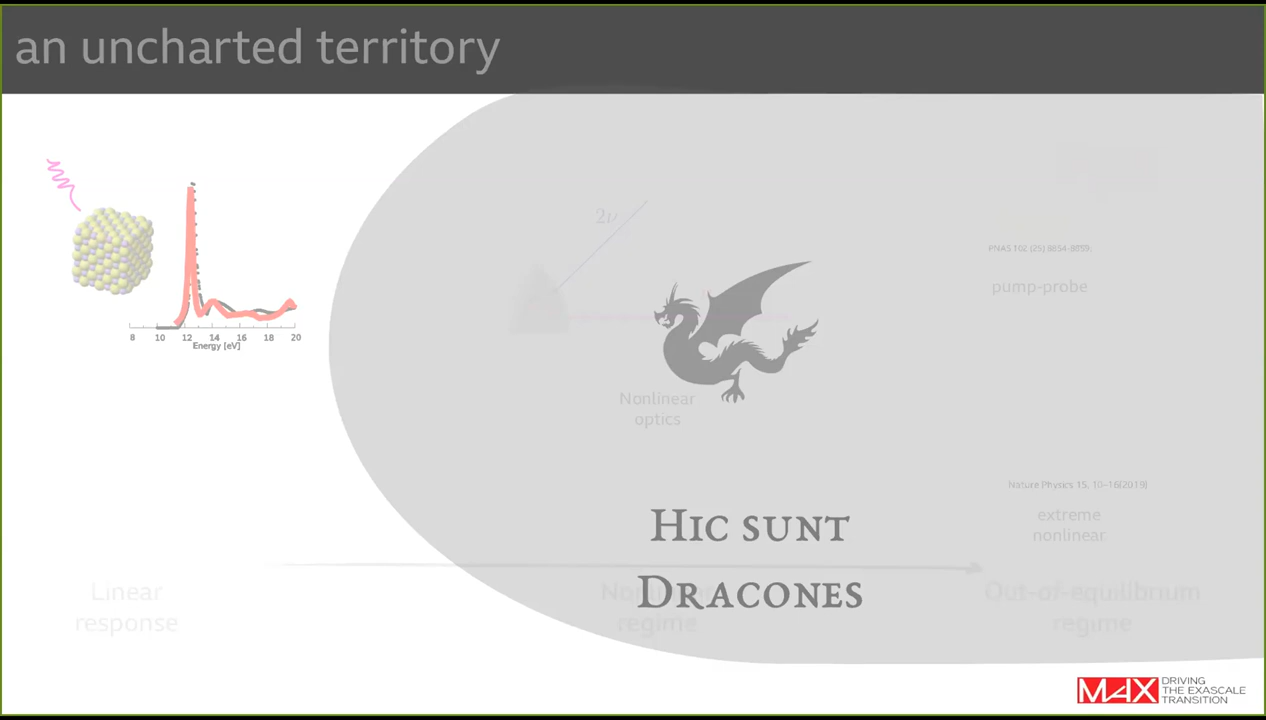 an uncharted territory
2ν
PNAS 102 (25) 8854-8859;
pump-probe
8 10 12 14 16 18 20
Energy [eV]
Nonlinear
optics
Nature Physics 15, 10–16(2019)
extreme
nonlinear
HIC SUNT
DRACONES
Linear
response
Nonlinear
regime
Out-of-equilibrium
regime
MAX DRIVING
THE EXASCALE
TRANSITION